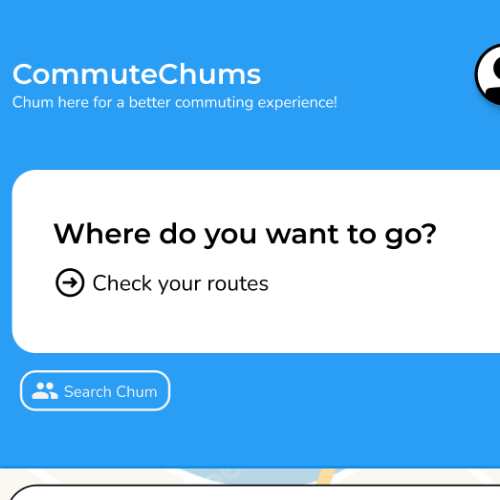 CommuteChums
Chum here for a better commuting experience!
Where do you want to go?
Check your routes
Search Chum